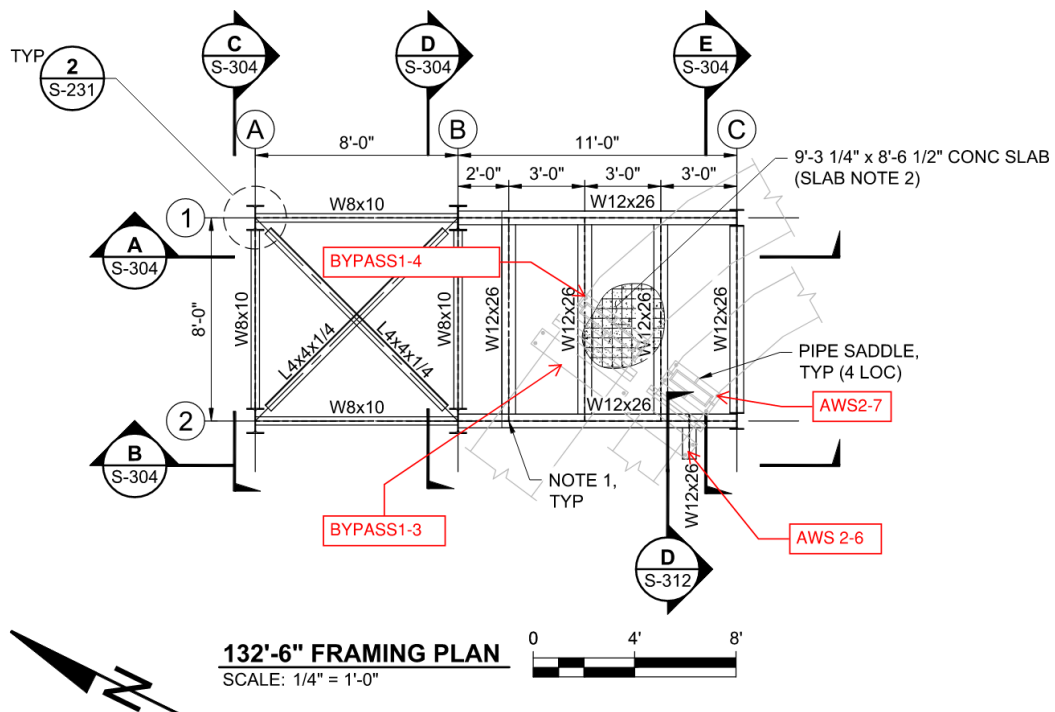 TYP
2
S-231
C
S-304
D
S-304
E
S-304
A
B
C
8'-0"
11'-0"
2'-0"
3'-0"
3'-0"
3'-0"
9'-3 1/4" x 8'-6 1/2" CONC SLAB
(SLAB NOTE 2)
W8x10
W12x26
1
A
S-304
BYPASS1-4
8'-0"
W8x10
L4x4x1/4
L4x4x1/4
W8x10
W12x26
W12x26
W12x26
W12x26
PIPE SADDLE,
TYP (4 LOC)
AWS2-7
W8x10
W12x26
2
B
S-304
NOTE 1,
TYP
W12x26
BYPASS1-3
AWS 2-6
D
S-312
N
132'-6" FRAMING PLAN
SCALE: 1/4" = 1'-0"
0
4'
8'